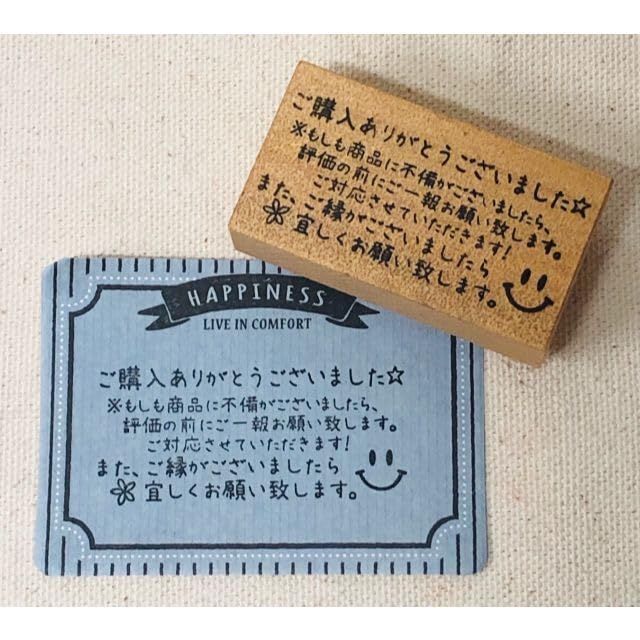 ご購入ありがとうございました☆
※もしも商品に不備がございましたら、
評価の前にご一報お願い致します。
ご対応させていただきます!
また、ご縁がございましたら
宜しくお願い致します。
HAPPINESS
LIVE IN COMFORT
ご購入ありがとうございました☆
※もしも商品に不備がございましたら、
評価の前にご一報お願い致します。
ご対応させていただきます!
また、ご縁がございましたら
宜しくお願い致します。